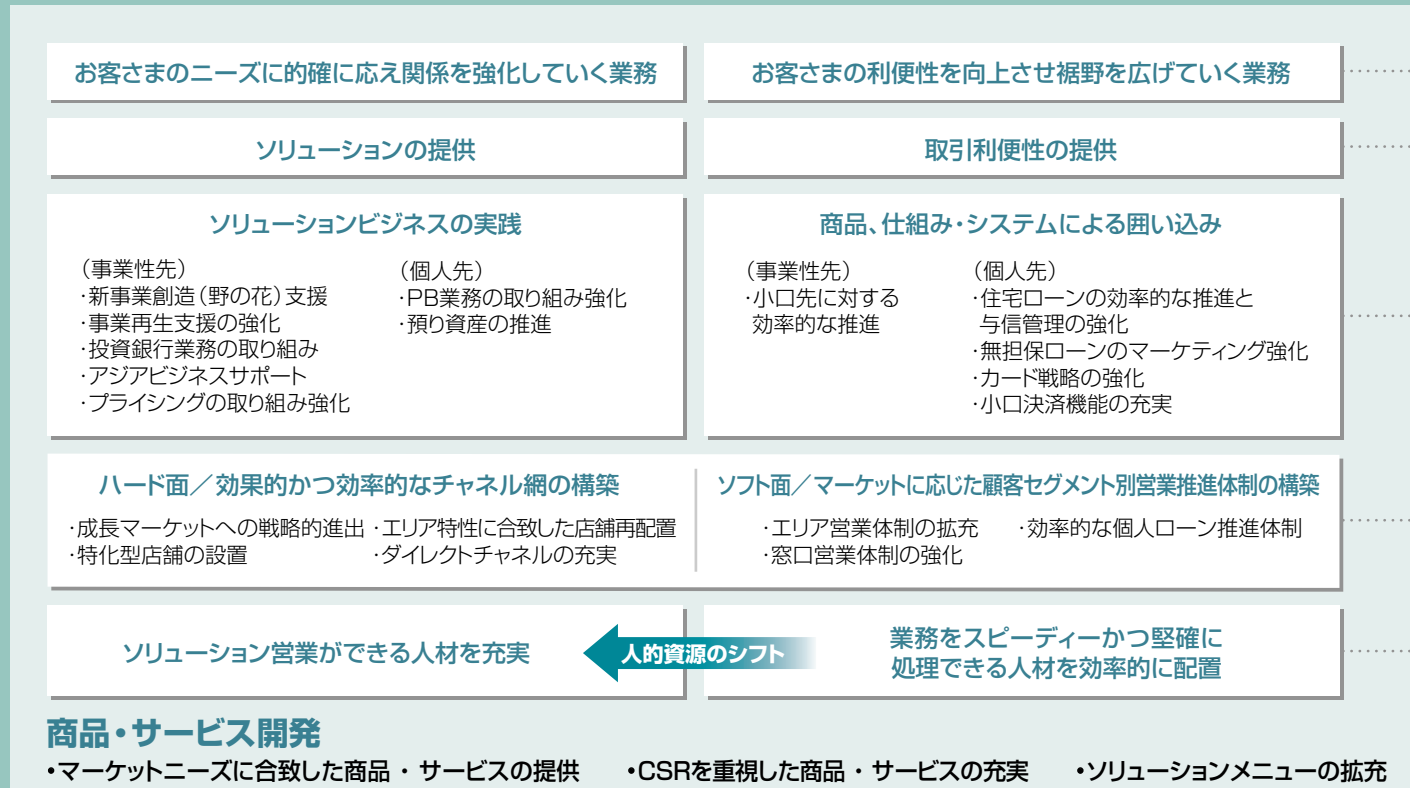 お客さまのニーズに的確に応え関係を強化していく業務
お客さまの利便性を向上させ裾野を広げていく業務
ソリューションの提供
取引利便性の提供
ソリューションビジネスの実践
（事業性先）
・新事業創造（野の花）支援
・事業再生支援の強化
・投資銀行業務の取り組み
・アジアビジネスサポート
・プライシングの取り組み強化
（個人先）
・PB業務の取り組み強化
・預り資産の推進
商品、仕組み・システムによる囲い込み
（事業性先）
・小口先に対する
効率的な推進
（個人先）
・住宅ローンの効率的な推進と
与信管理の強化
・無担保ローンのマーケティング強化
・カード戦略の強化
・小口決済機能の充実
ハード面／効果的かつ効率的なチャネル網の構築
・成長マーケットへの戦略的進出 ・エリア特性に合致した店舗再配置
・特化型店舗の設置 ・ダイレクトチャネルの充実
ソフト面／マーケットに応じた顧客セグメント別営業推進体制の構築
・エリア営業体制の拡充 ・効率的な個人ローン推進体制
・窓口営業体制の強化
ソリューション営業ができる人材を充実
人的資源のシフト
業務をスピーディーかつ堅確に
処理できる人材を効率的に配置
商品・サービス開発
・マーケットニーズに合致した商品・サービスの提供 ・CSRを重視した商品・サービスの充実 ・ソリューションメニューの拡充